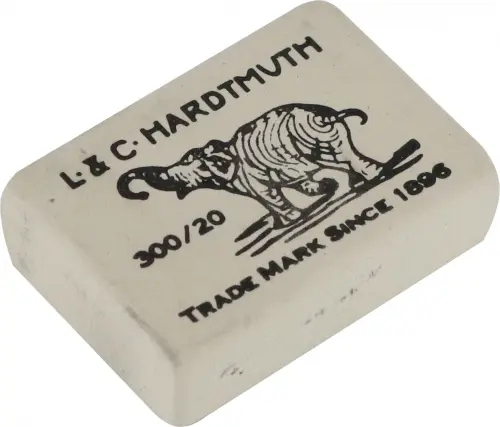 L. & C. HARDTMUTH
300/20
TRADE MARK SINCE 1896